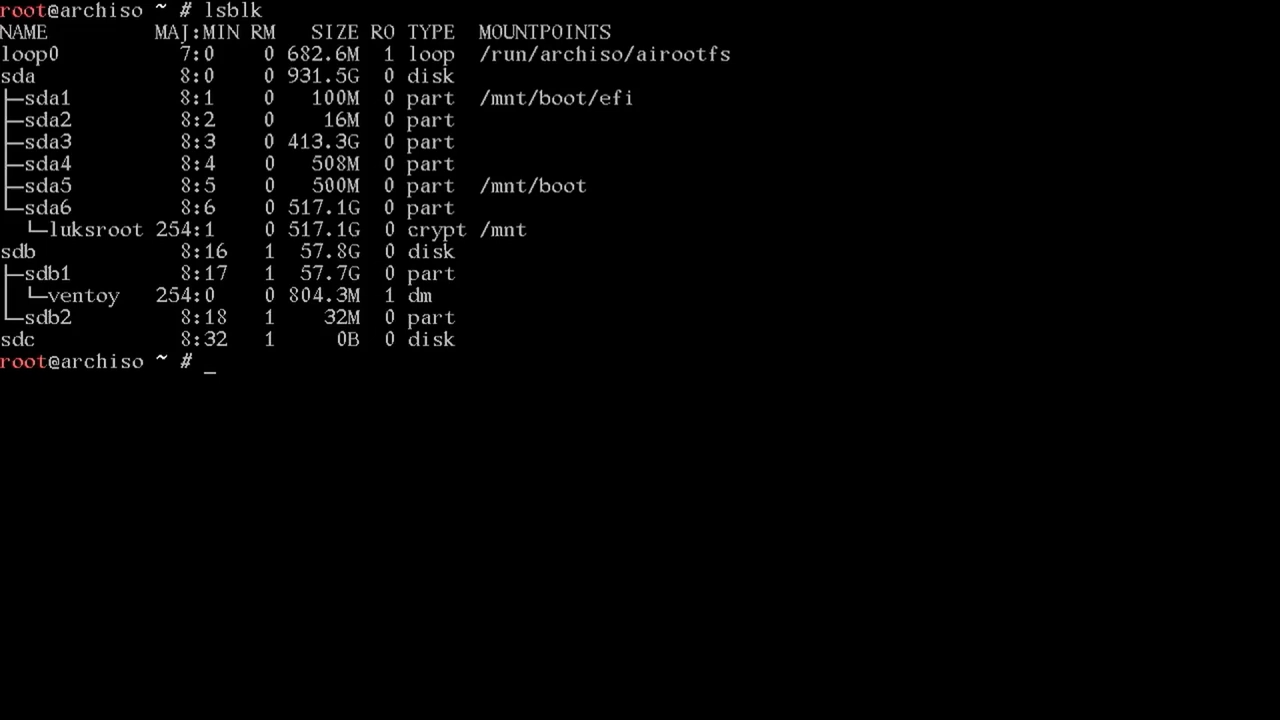 root@archiso ~ # lsblk
NAME         MAJ:MIN RM   SIZE RO TYPE  MOUNTPOINTS
loop0          7:0    0 682.6M  1 loop  /run/archiso/airootfs
sda            8:0    0 931.5G  0 disk
├─sda1         8:1    0   100M  0 part  /mnt/boot/efi
├─sda2         8:2    0    16M  0 part
├─sda3         8:3    0 413.3G  0 part
├─sda4         8:4    0   508M  0 part
├─sda5         8:5    0   500M  0 part  /mnt/boot
└─sda6         8:6    0 517.1G  0 part
  └─luksroot 254:1    0 517.1G  0 crypt /mnt
sdb            8:16   1  57.8G  0 disk
├─sdb1         8:17   1  57.7G  0 part
│ └─ventoy   254:0    0 804.3M  1 dm
└─sdb2         8:18   1    32M  0 part
sdc            8:32   1     0B  0 disk
root@archiso ~ # _